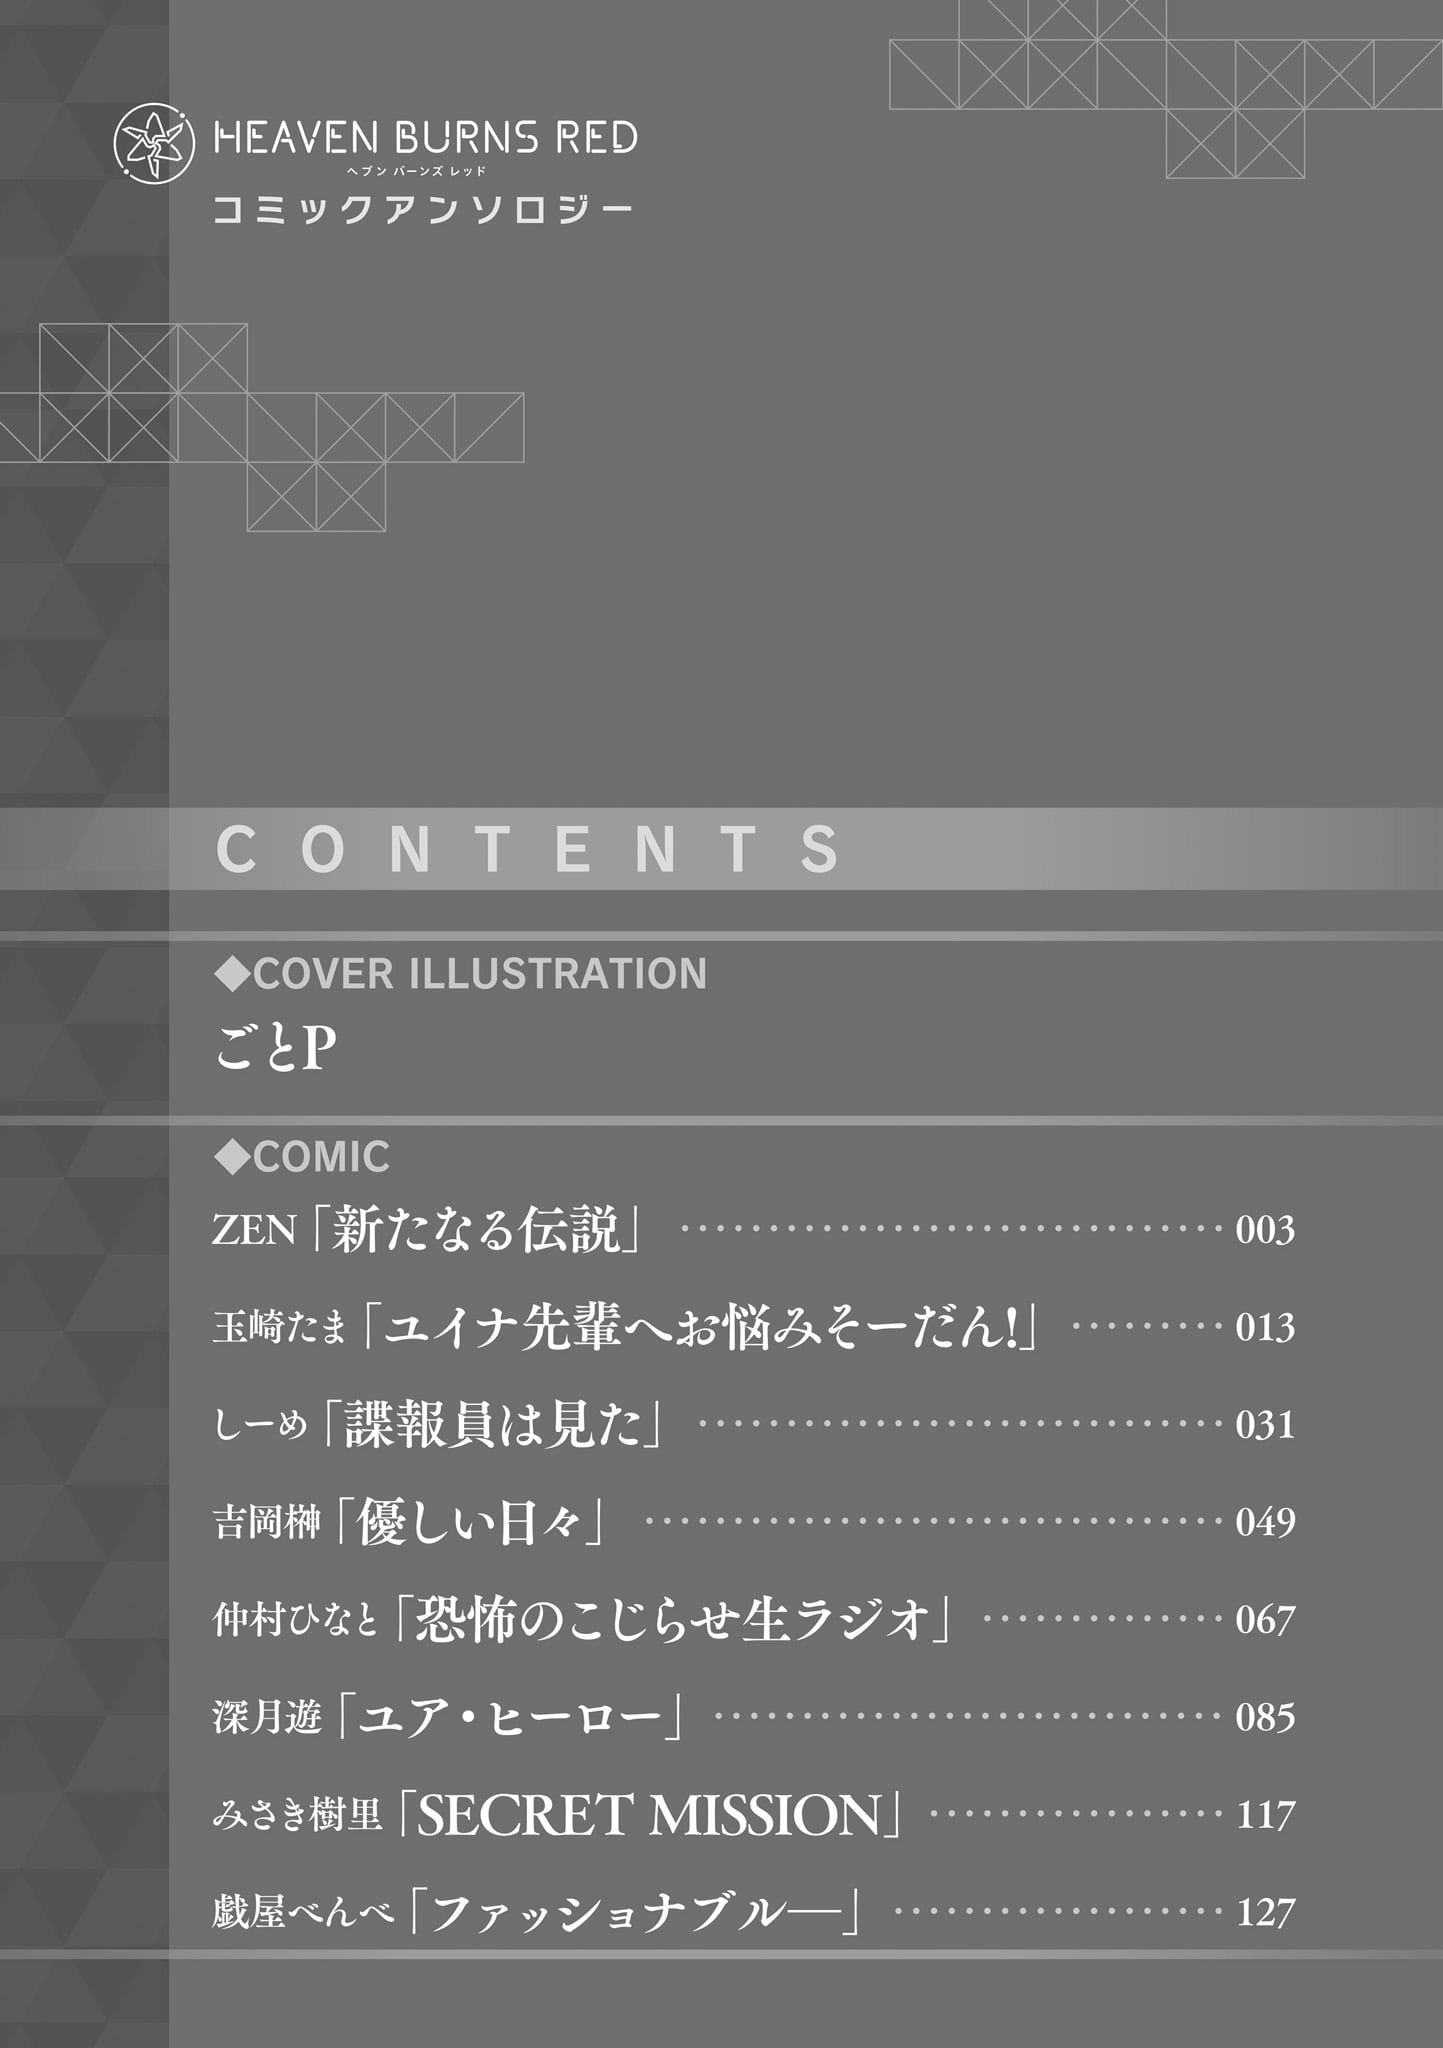 HEAVEN BURNS RED
ヘブン バーンズ レッド
コミックアンソロジー
CONTENTS
◆COVER ILLUSTRATION
ごとP
◆COMIC
ZEN「新たなる伝説」 ······························ 003
玉崎たま「ユイナ先輩へお悩みそーだん!」 ········· 013
しーめ「諜報員は見た」 ······························ 031
吉岡榊「優しい日々」 ································· 049
仲村ひなと「恐怖のこじらせ生ラジオ」 ·············· 067
深月遊「ユア・ヒーロー」 ····························· 085
みさき樹里「SECRET MISSION」 ················· 117
戯屋べんべ「ファッショナブル──」 ··················· 127